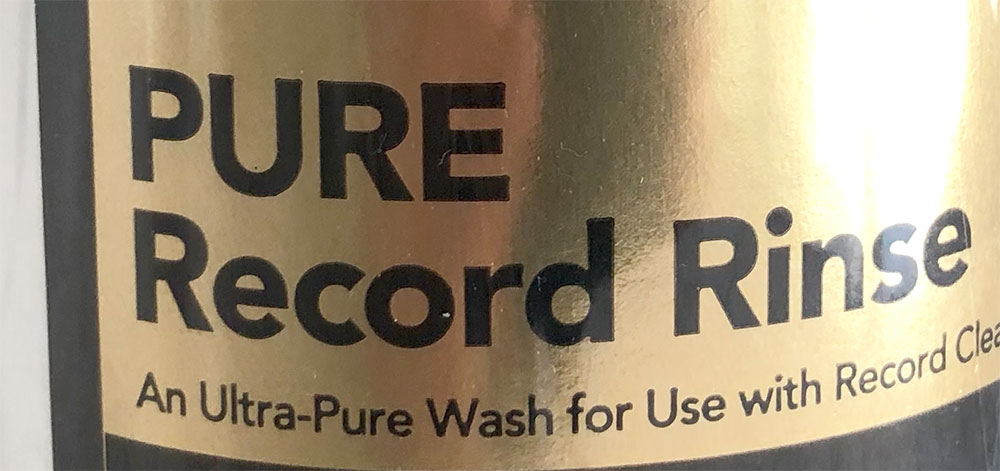 PURE
Record Rinse
An Ultra-Pure Wash for Use with Record